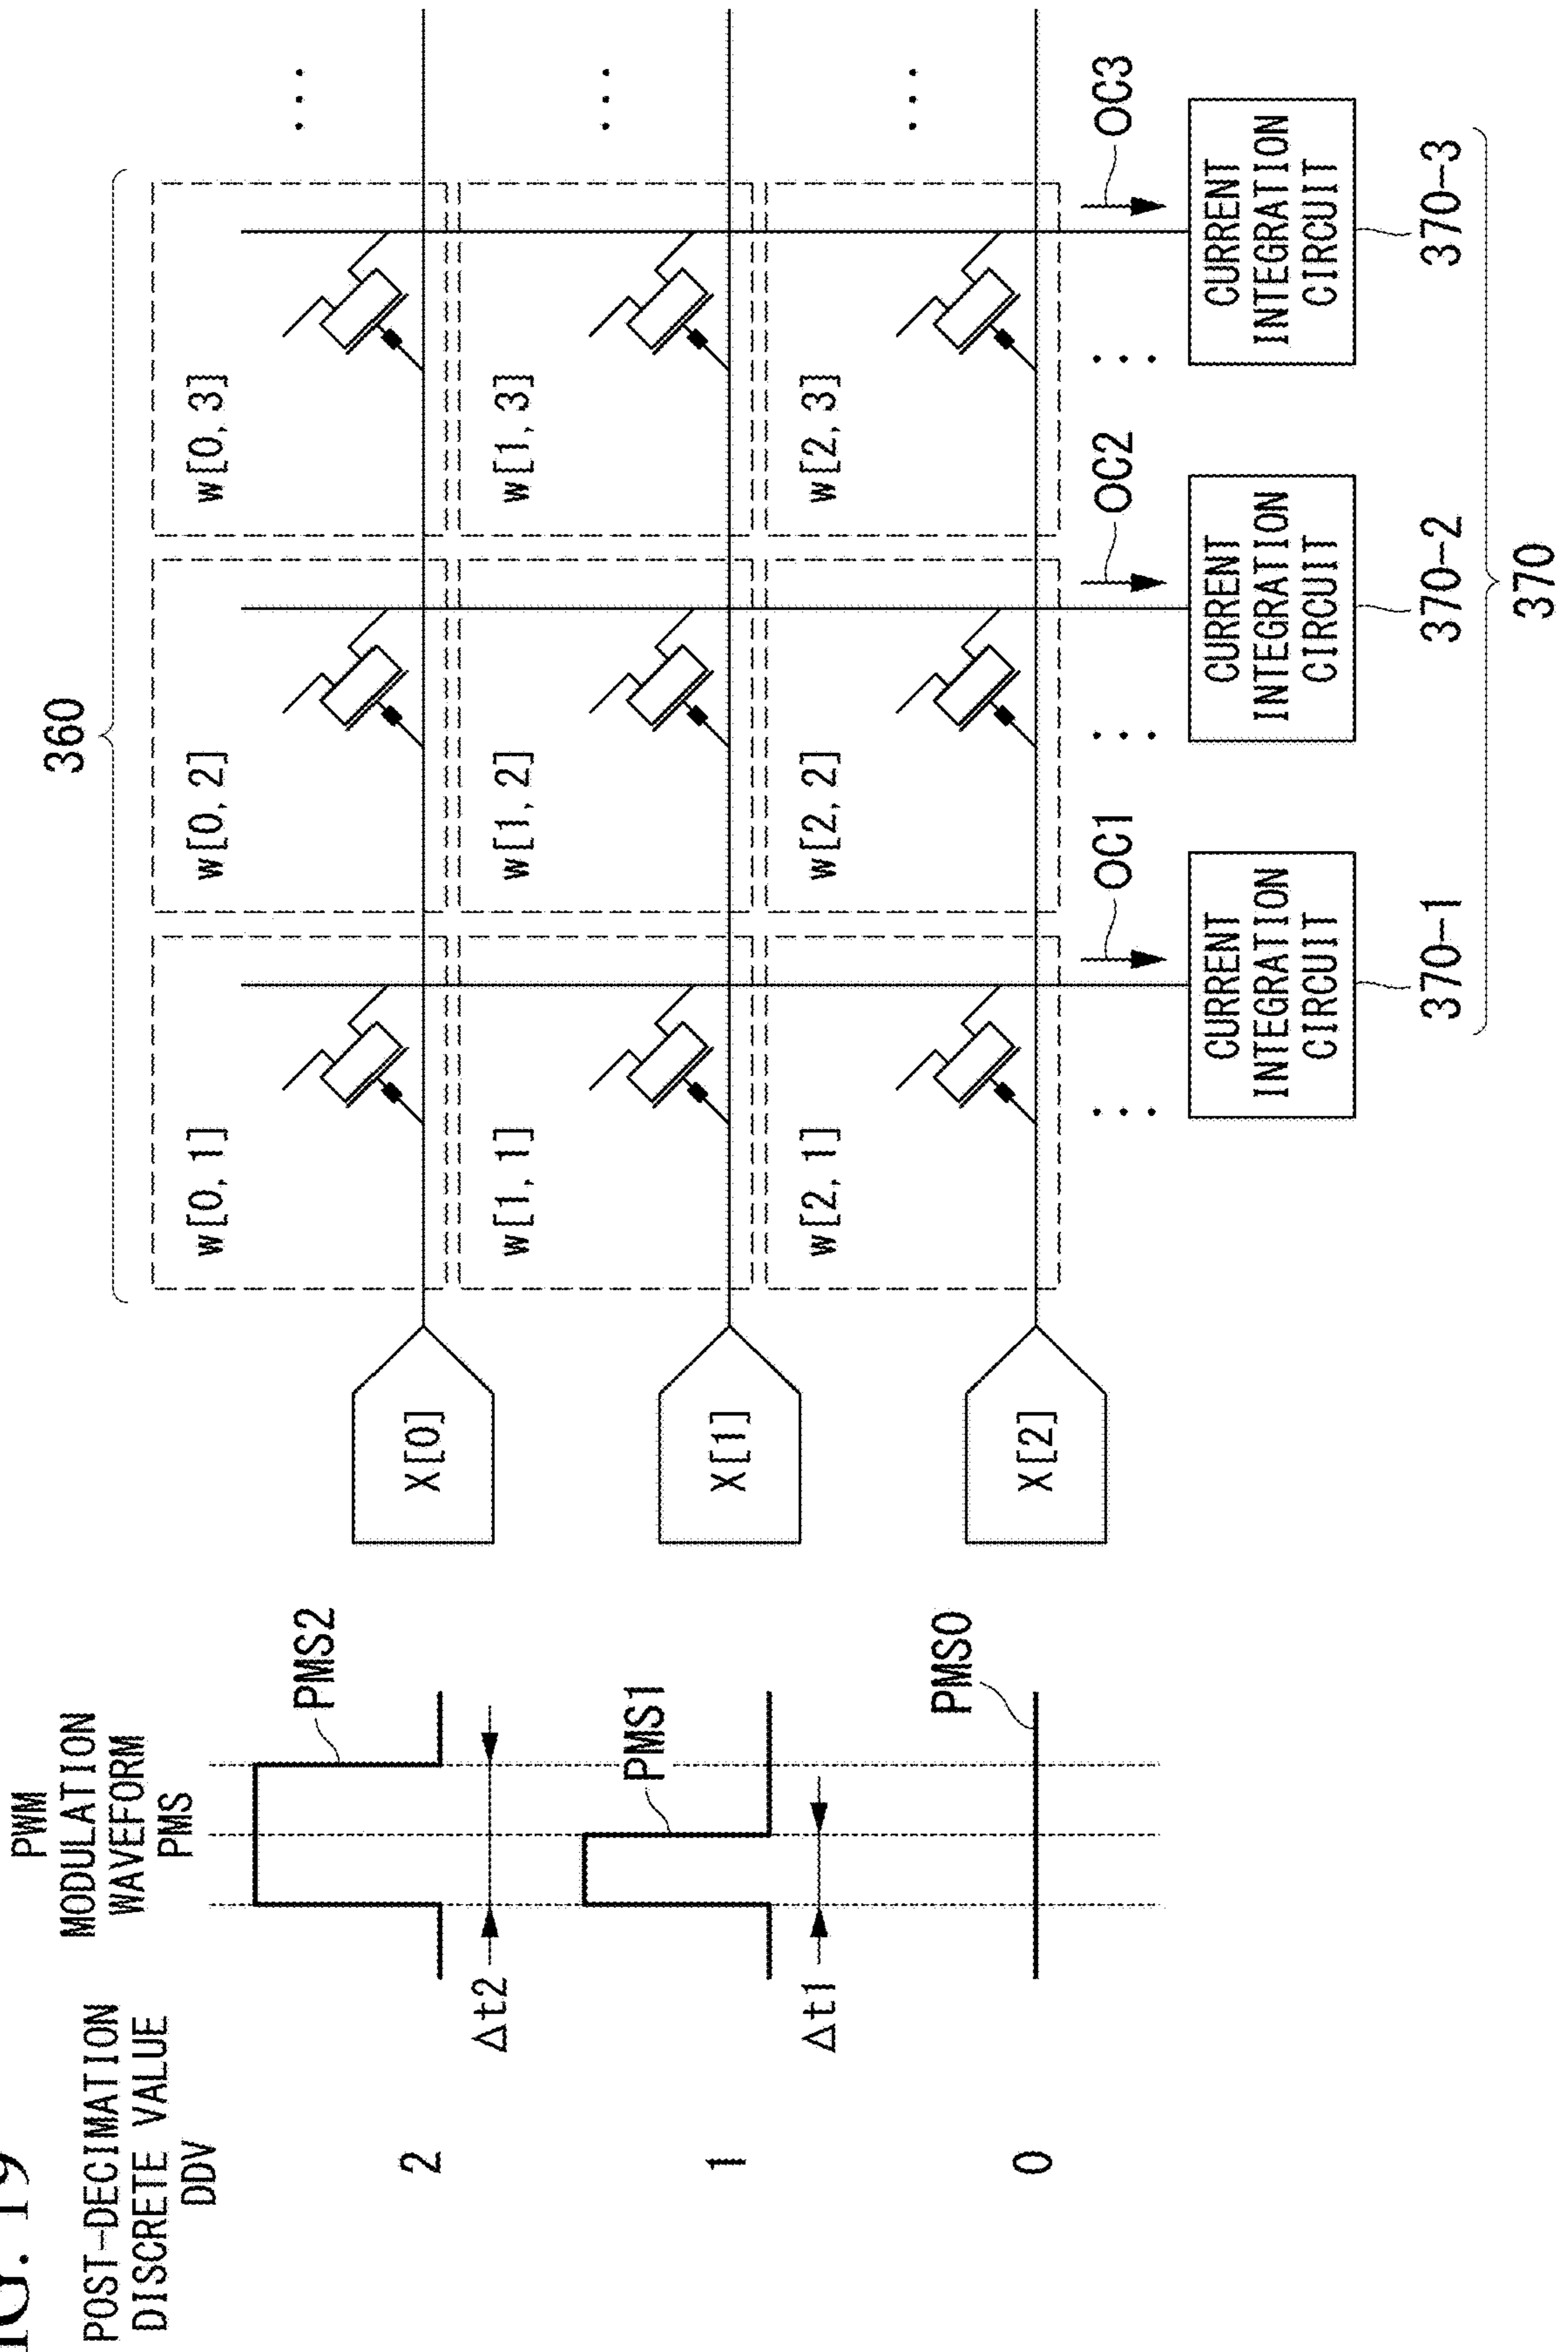 FIG. 19
POST-DECIMATION
DISCRETE VALUE
DDV
2
1
0
PWM
MODULATION
WAVEFORM
PMS
PMS2
Δt2
PMS1
Δt1
PMS0
X[0]
X[1]
X[2]
360
w[0, 1]
w[0, 2]
w[0, 3]
...
w[1, 1]
w[1, 2]
w[1, 3]
...
w[2, 1]
w[2, 2]
w[2, 3]
...
...
OC1
...
OC2
...
OC3
CURRENT
INTEGRATION
CIRCUIT
CURRENT
INTEGRATION
CIRCUIT
CURRENT
INTEGRATION
CIRCUIT
370-1
370-2
370-3
370